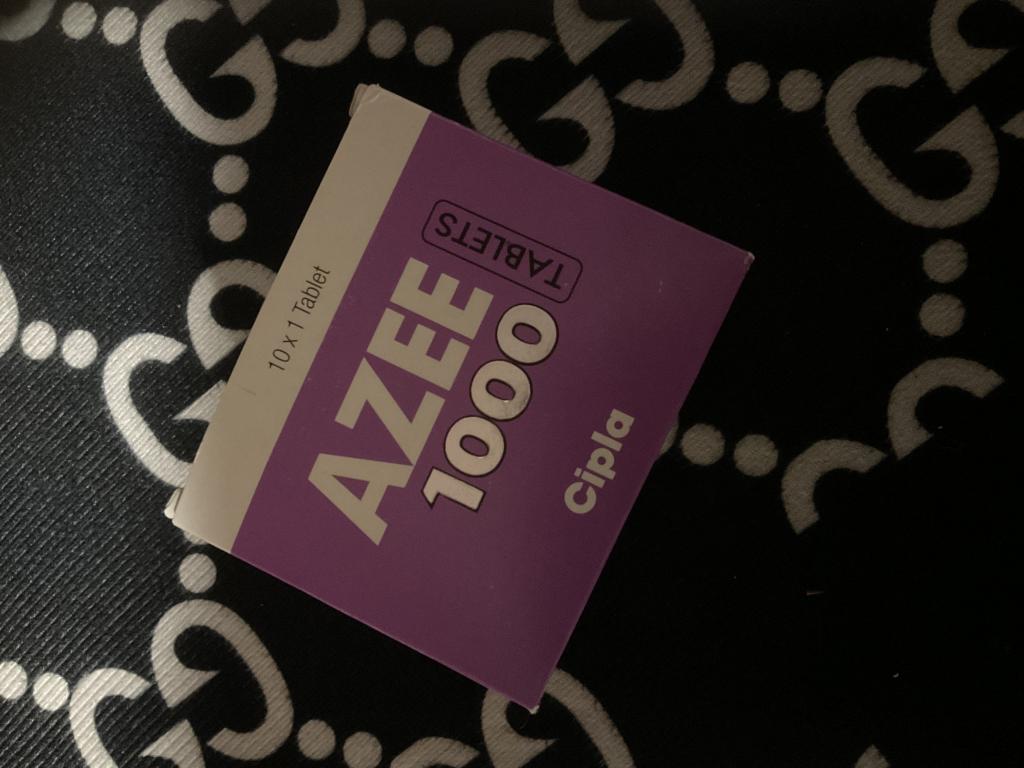 10 x 1 Tablet
AZEE
1000
TABLETS
Cipla